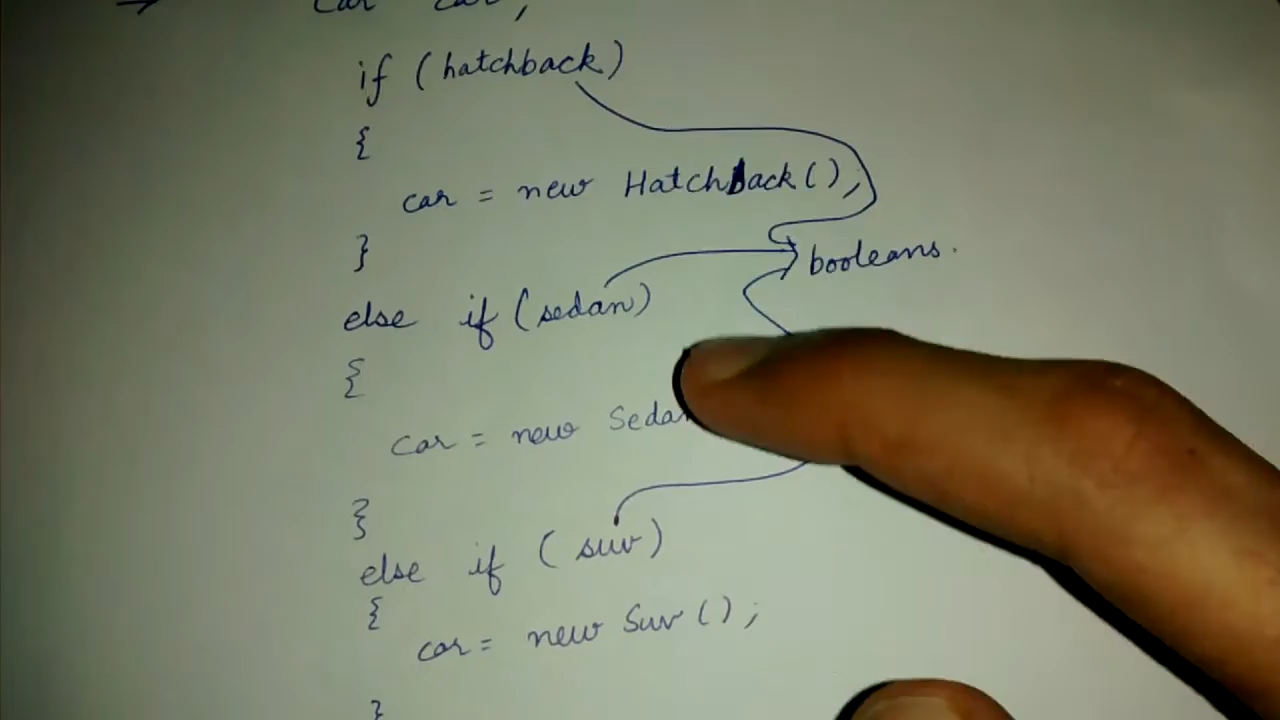 if (hatchback)
{
car = new Hatchback();
}
booleans.
else if (sedan)
{
car = new Sedan
}
else if (suv)
{
car = new Suv();
}